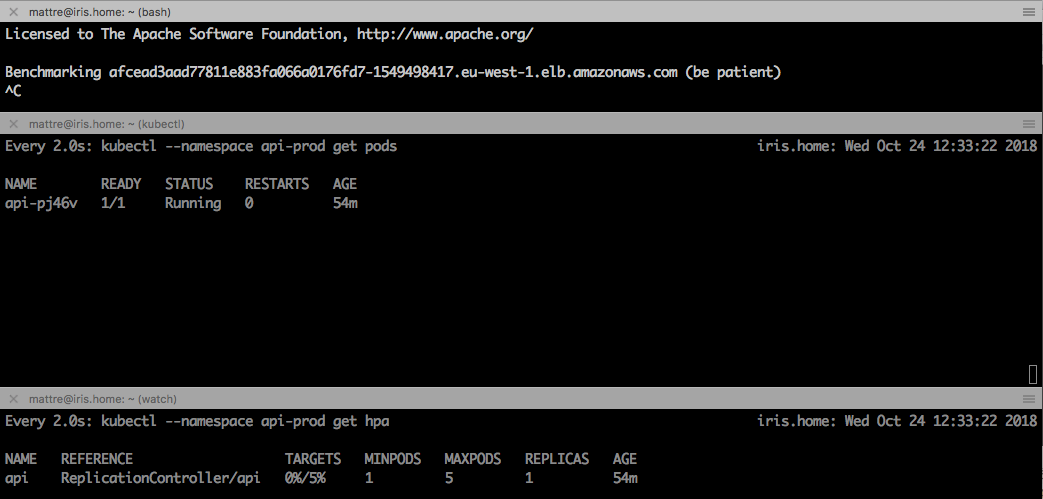 mattre@iris.home: ~ (bash)
Licensed to The Apache Software Foundation, http://www.apache.org/
Benchmarking afcead3aad77811e883fa066a0176fd7-1549498417.eu-west-1.elb.amazonaws.com (be patient)
^C
mattre@iris.home: ~ (kubectl)
Every 2.0s: kubectl --namespace api-prod get pods iris.home: Wed Oct 24 12:33:22 2018
NAME READY STATUS RESTARTS AGE
api-pj46v 1/1 Running 0 54m
mattre@iris.home: ~ (watch)
Every 2.0s: kubectl --namespace api-prod get hpa iris.home: Wed Oct 24 12:33:22 2018
NAME REFERENCE TARGETS MINPODS MAXPODS REPLICAS AGE
api ReplicationController/api 0%/5% 1 5 1 54m